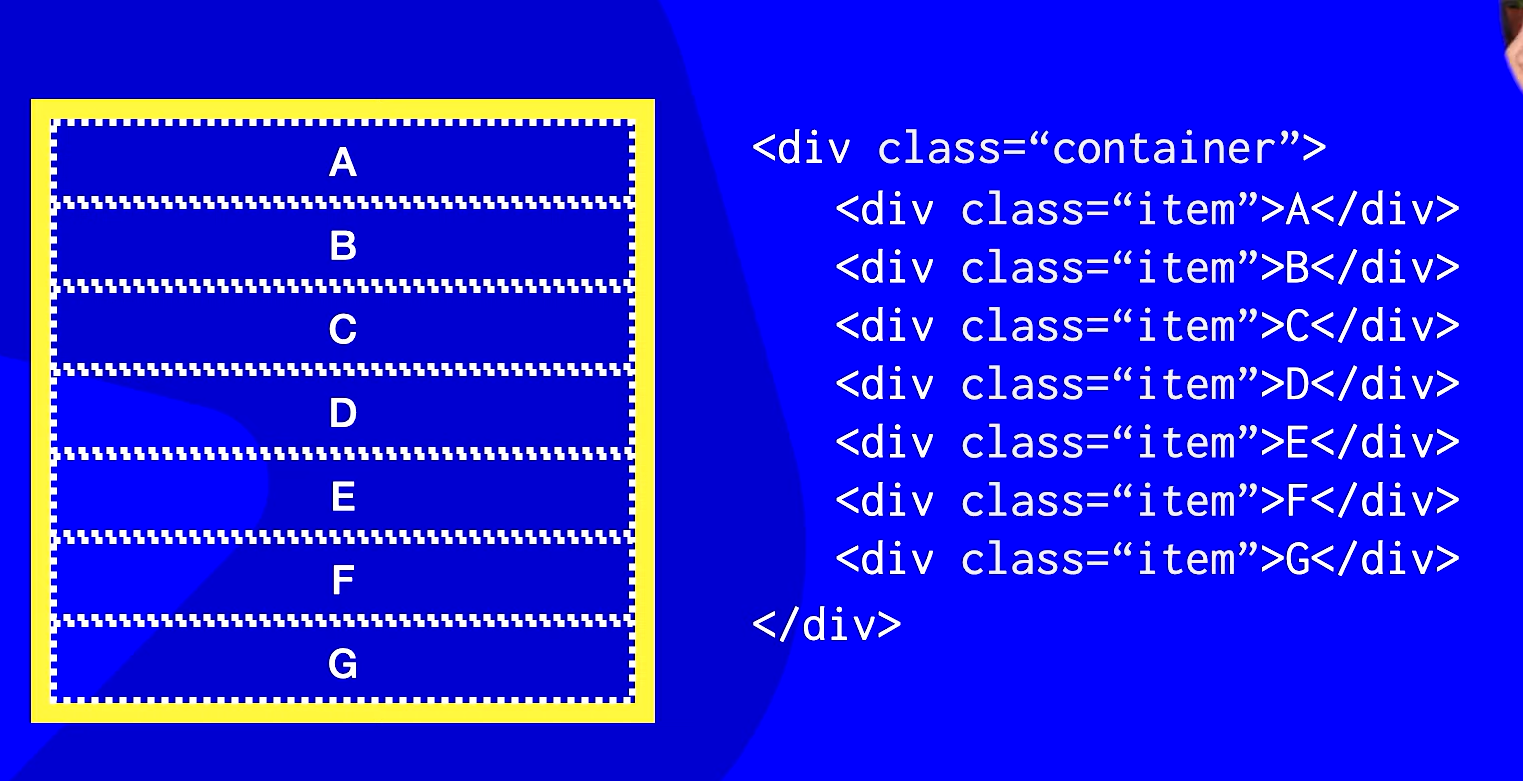 A
B
C
D
E
F
G
<div class=“container”>
<div class=“item”>A</div>
<div class=“item”>B</div>
<div class=“item”>C</div>
<div class=“item”>D</div>
<div class=“item”>E</div>
<div class=“item”>F</div>
<div class=“item”>G</div>
</div>